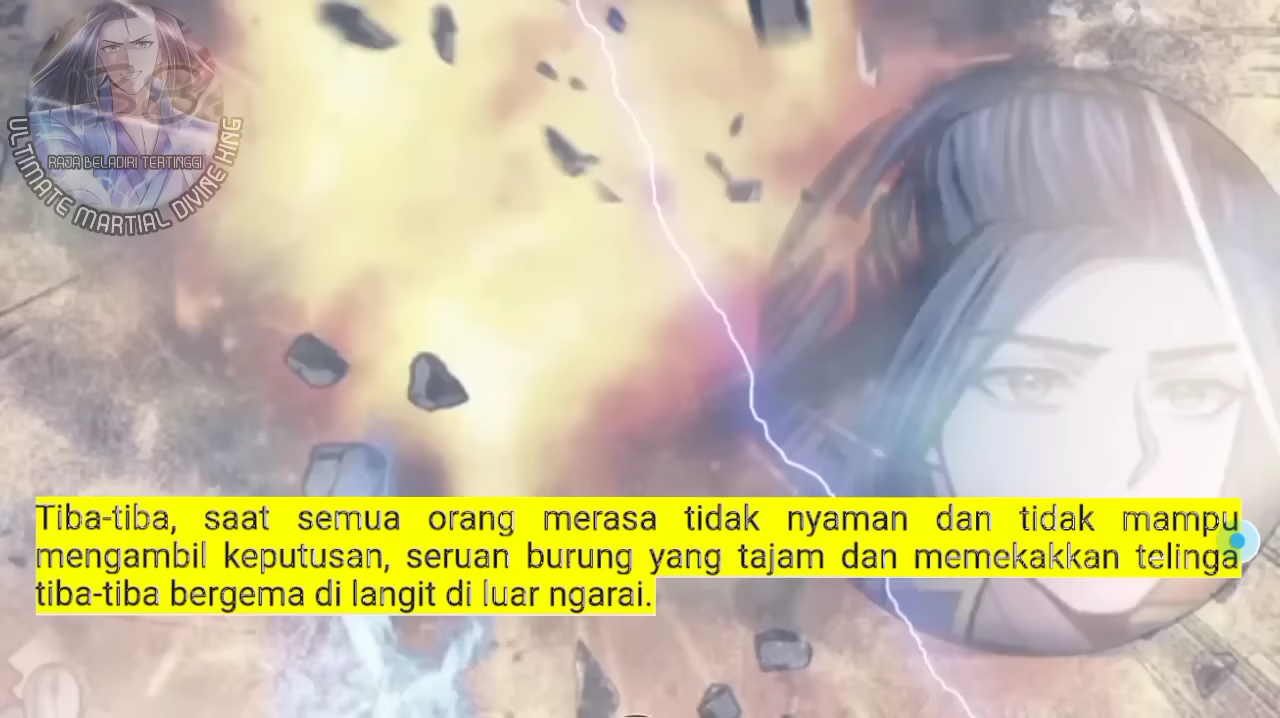 RAJA BELADIRI TERTINGGI
ULTIMATE MARTIAL DIVINE KING
Tiba-tiba, saat semua orang merasa tidak nyaman dan tidak mampu
mengambil keputusan, seruan burung yang tajam dan memekakkan telinga
tiba-tiba bergema di langit di luar ngarai.